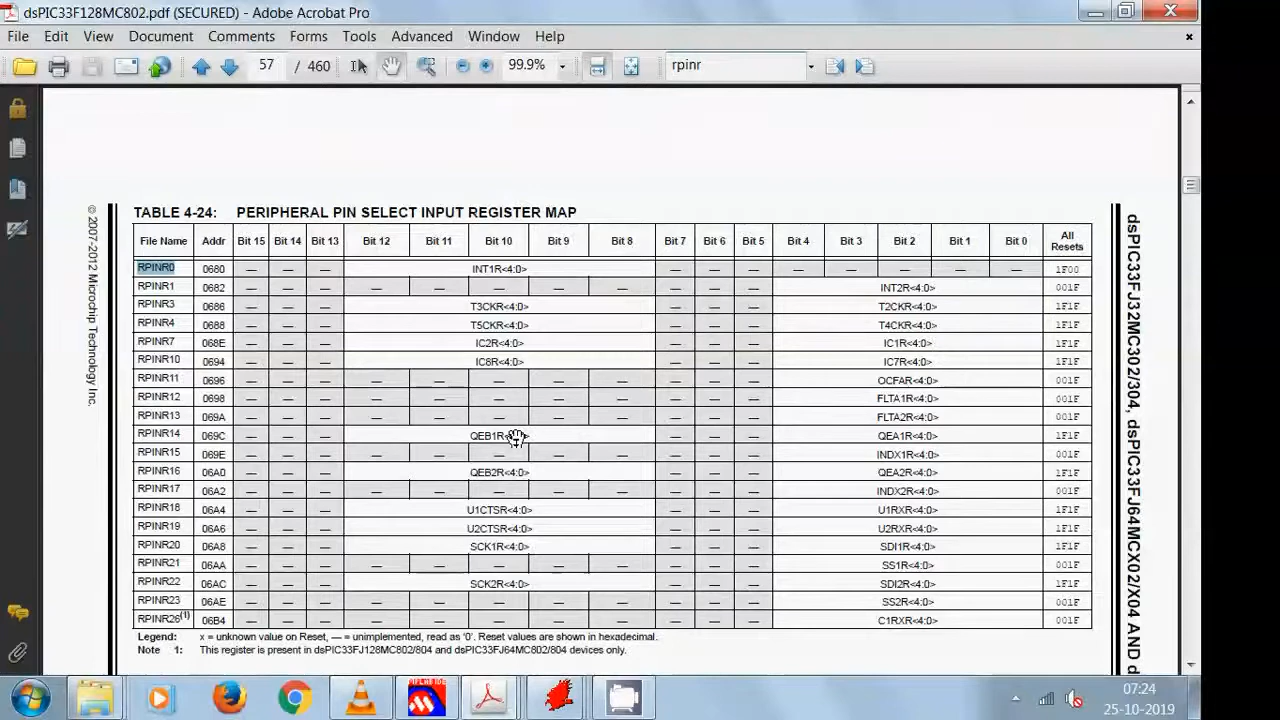 dsPIC33F128MC802.pdf (SECURED) - Adobe Acrobat Pro
File Edit View Document Comments Forms Tools Advanced Window Help
57 / 460 99.9% rpinr
© 2007-2012 Microchip Technology Inc.
dsPIC33FJ32MC302/304, dsPIC33FJ64MCX02/X04 AND d
TABLE 4-24: PERIPHERAL PIN SELECT INPUT REGISTER MAP
File Name Addr Bit 15 Bit 14 Bit 13 Bit 12 Bit 11 Bit 10 Bit 9 Bit 8 Bit 7 Bit 6 Bit 5 Bit 4 Bit 3 Bit 2 Bit 1 Bit 0 All Resets
RPINR0 0680 — — — INT1R<4:0> — — — — — — — — 1F00
RPINR1 0682 — — — — — — — — — — — INT2R<4:0> 001F
RPINR3 0686 — — — T3CKR<4:0> — — — T2CKR<4:0> 1F1F
RPINR4 0688 — — — T5CKR<4:0> — — — T4CKR<4:0> 1F1F
RPINR7 068E — — — IC2R<4:0> — — — IC1R<4:0> 1F1F
RPINR10 0694 — — — IC8R<4:0> — — — IC7R<4:0> 1F1F
RPINR11 0696 — — — — — — — — — — — OCFAR<4:0> 001F
RPINR12 0698 — — — — — — — — — — — FLTA1R<4:0> 001F
RPINR13 069A — — — — — — — — — — — FLTA2R<4:0> 001F
RPINR14 069C — — — QEB1R — — — QEA1R<4:0> 1F1F
RPINR15 069E — — — — — — — — — — — INDX1R<4:0> 001F
RPINR16 06A0 — — — QEB2R<4:0> — — — QEA2R<4:0> 1F1F
RPINR17 06A2 — — — — — — — — — — — INDX2R<4:0> 001F
RPINR18 06A4 — — — U1CTSR<4:0> — — — U1RXR<4:0> 1F1F
RPINR19 06A6 — — — U2CTSR<4:0> — — — U2RXR<4:0> 1F1F
RPINR20 06A8 — — — SCK1R<4:0> — — — SDI1R<4:0> 1F1F
RPINR21 06AA — — — — — — — — — — — SS1R<4:0> 001F
RPINR22 06AC — — — SCK2R<4:0> — — — SDI2R<4:0> 1F1F
RPINR23 06AE — — — — — — — — — — — SS2R<4:0> 001F
RPINR26(1) 06B4 — — — — — — — — — — — C1RXR<4:0> 001F
Legend: x = unknown value on Reset, — = unimplemented, read as '0'. Reset values are shown in hexadecimal.
Note 1: This register is present in dsPIC33FJ128MC802/804 and dsPIC33FJ64MC802/804 devices only.
07:24
25-10-2019